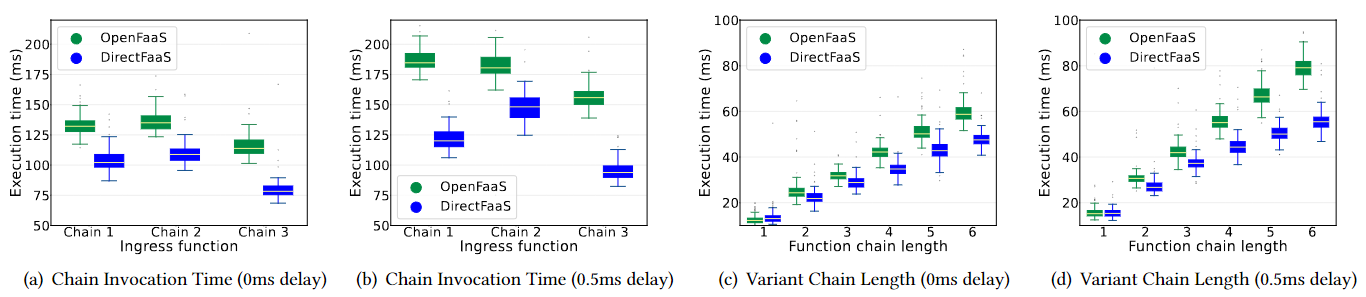 Execution time (ms)
200
175
150
125
100
75
50
OpenFaaS
DirectFaaS
Chain 1 Chain 2 Chain 3
Ingress function
(a) Chain Invocation Time (0ms delay)
Execution time (ms)
200
175
150
125
100
75
50
OpenFaaS
DirectFaaS
Chain 1 Chain 2 Chain 3
Ingress function
(b) Chain Invocation Time (0.5ms delay)
Execution time (ms)
100
80
60
40
20
OpenFaaS
DirectFaaS
1 2 3 4 5 6
Function chain length
(c) Variant Chain Length (0ms delay)
Execution time (ms)
100
80
60
40
20
OpenFaaS
DirectFaaS
1 2 3 4 5 6
Function chain length
(d) Variant Chain Length (0.5ms delay)